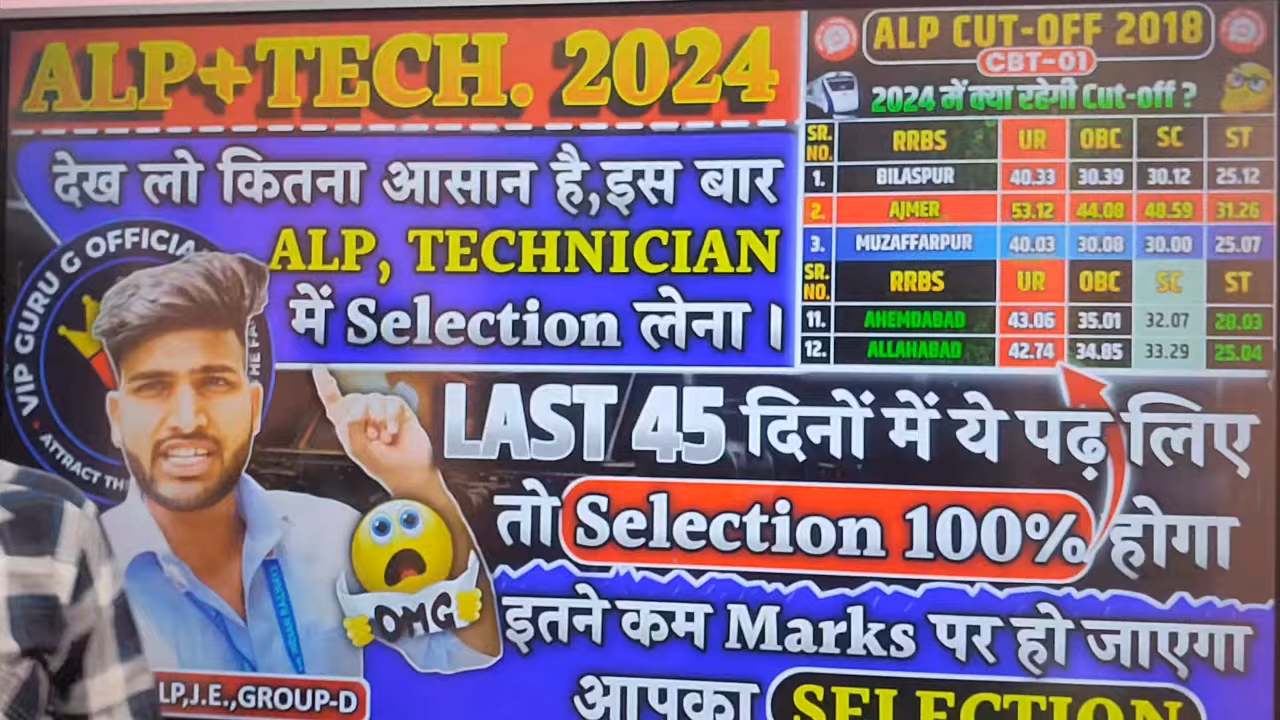 ALP+TECH. 2024
देख लो कितना आसान है,इस बार
ALP, TECHNICIAN
में Selection लेना।
VIP GURU G OFFICIA
ATTRACT TH
HE FA
ALP CUT-OFF 2018
CBT-01
2024 में क्या रहेगी Cut-off ?
SR. NO. RRBS UR OBC SC ST
1. BILASPUR 40.33 30.39 30.12 25.12
2. AJMER 53.12 44.08 40.59 31.26
3. MUZAFFARPUR 40.03 30.08 30.00 25.07
SR. NO. RRBS UR OBC SC ST
11. AHEMDABAD 43.06 35.01 32.07 28.03
12. ALLAHABAD 42.74 34.85 33.29 25.04
LAST 45 दिनों में ये पढ़ लिए
तो Selection 100% होगा
OMG
इतने कम Marks पर हो जाएगा
आपका SELECTION
LP,J.E.,GROUP-D